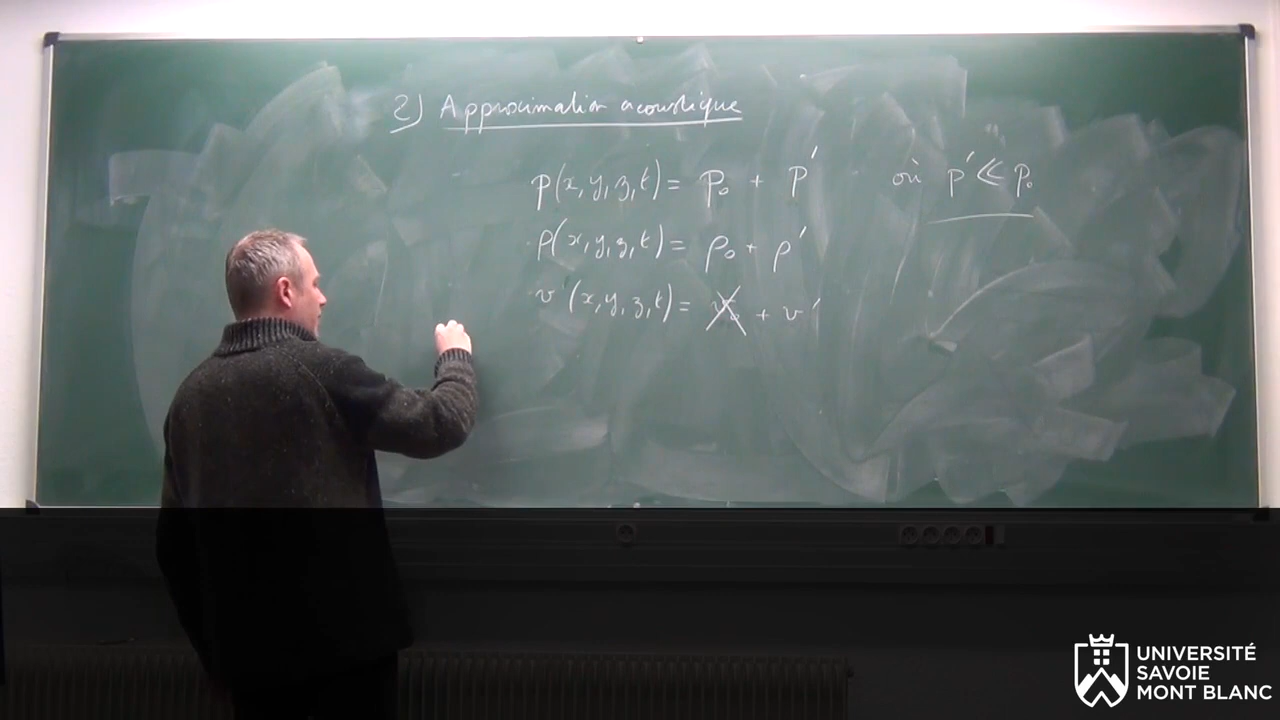 2) Approximation acoustique
p(x,y,z,t) = p₀ + p' où p' ≪ p₀
ρ(x,y,z,t) = ρ₀ + ρ'
v (x,y,z,t) = v₀ + v'
UNIVERSITÉ
SAVOIE
MONT BLANC